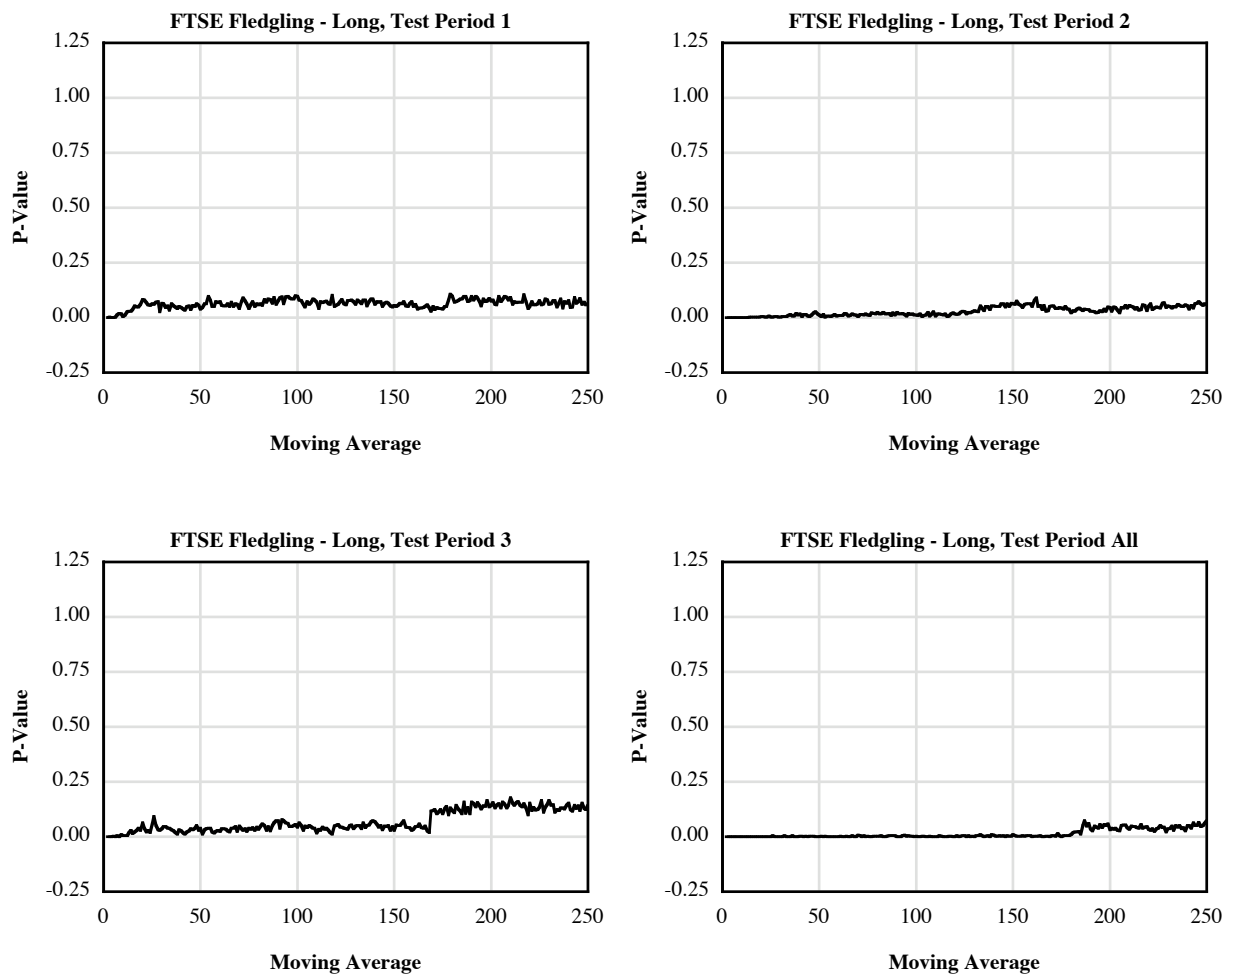 FTSE Fledgling - Long, Test Period 1
1.25
1.00
0.75
0.50
0.25
0.00
-0.25
P-Value
0 50 100 150 200 250
Moving Average
FTSE Fledgling - Long, Test Period 2
1.25
1.00
0.75
0.50
0.25
0.00
-0.25
P-Value
0 50 100 150 200 250
Moving Average
FTSE Fledgling - Long, Test Period 3
1.25
1.00
0.75
0.50
0.25
0.00
-0.25
P-Value
0 50 100 150 200 250
Moving Average
FTSE Fledgling - Long, Test Period All
1.25
1.00
0.75
0.50
0.25
0.00
-0.25
P-Value
0 50 100 150 200 250
Moving Average